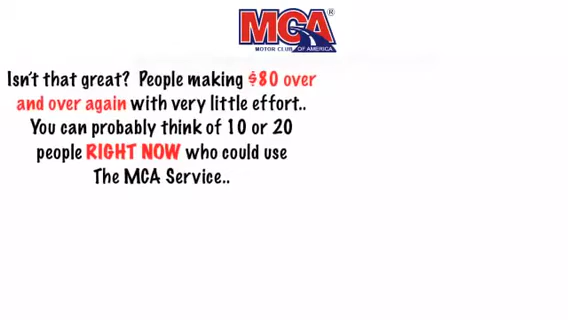 MCA®
MOTOR CLUB OF AMERICA
Isn't that great? People making $80 over
and over again with very little effort..
You can probably think of 10 or 20
people RIGHT NOW who could use
The MCA Service..